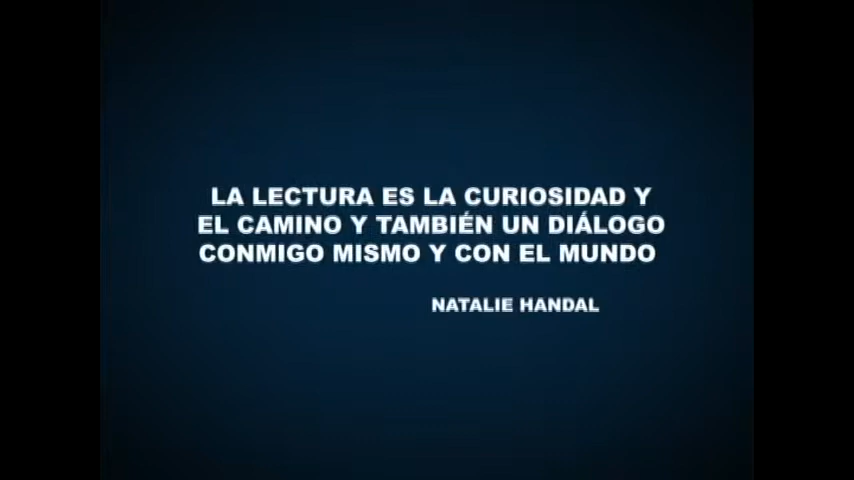 LA LECTURA ES LA CURIOSIDAD Y
EL CAMINO Y TAMBIÉN UN DIÁLOGO
CONMIGO MISMO Y CON EL MUNDO
NATALIE HANDAL